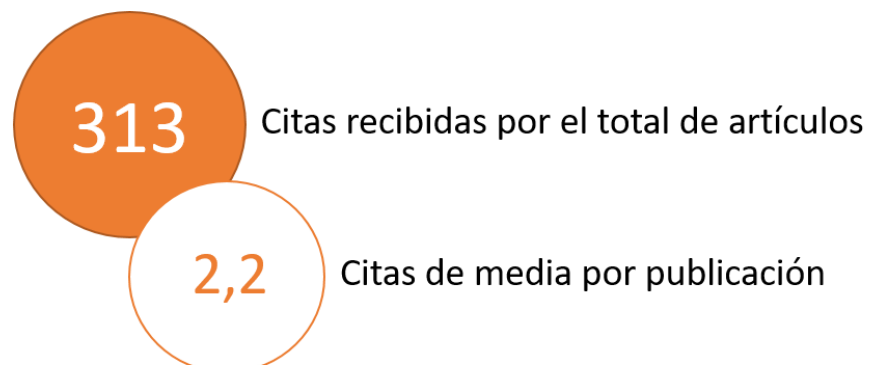 313
Citas recibidas por el total de artículos
2,2
Citas de media por publicación